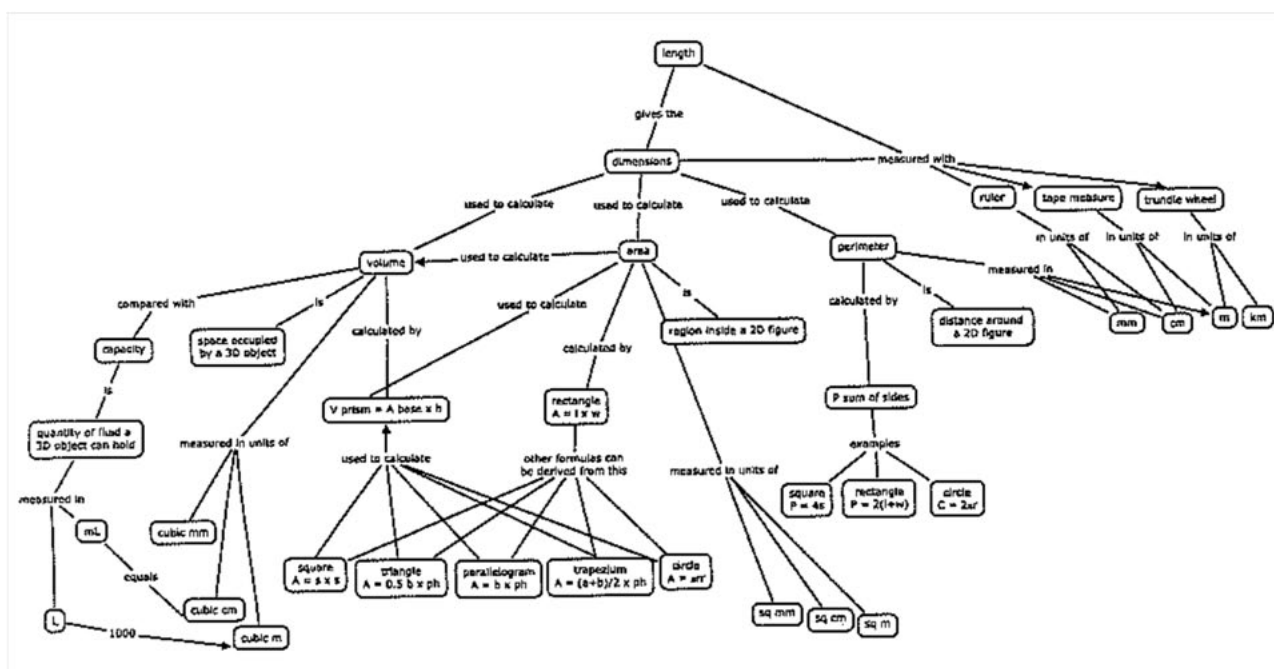 length
gives the
dimensions
measured with
ruler
tape measure
trundle wheel
used to calculate
used to calculate
used to calculate
in units of
in units of
in units of
volume
used to calculate
area
perimeter
measured in
compared with
is
calculated by
used to calculate
is
calculated by
is
capacity
space occupied
by a 3D object
calculated by
region inside a 2D figure
distance around
a 2D figure
mm
cm
m
km
is
V prism = A base x h
rectangle
A = l x w
P sum of sides
quantity of fluid a
3D object can hold
measured in units of
used to calculate
other formulas can
be derived from this
measured in units of
examples
measured in
mL
cubic mm
square
P = 4s
rectangle
P = 2(l+w)
circle
C = 2πr
equals
square
A = s x s
triangle
A = 0.5 b x ph
parallelogram
A = b x ph
trapezium
A = (a+b)/2 x ph
circle
A = πrr
L
1000
cubic cm
cubic m
sq mm
sq cm
sq m